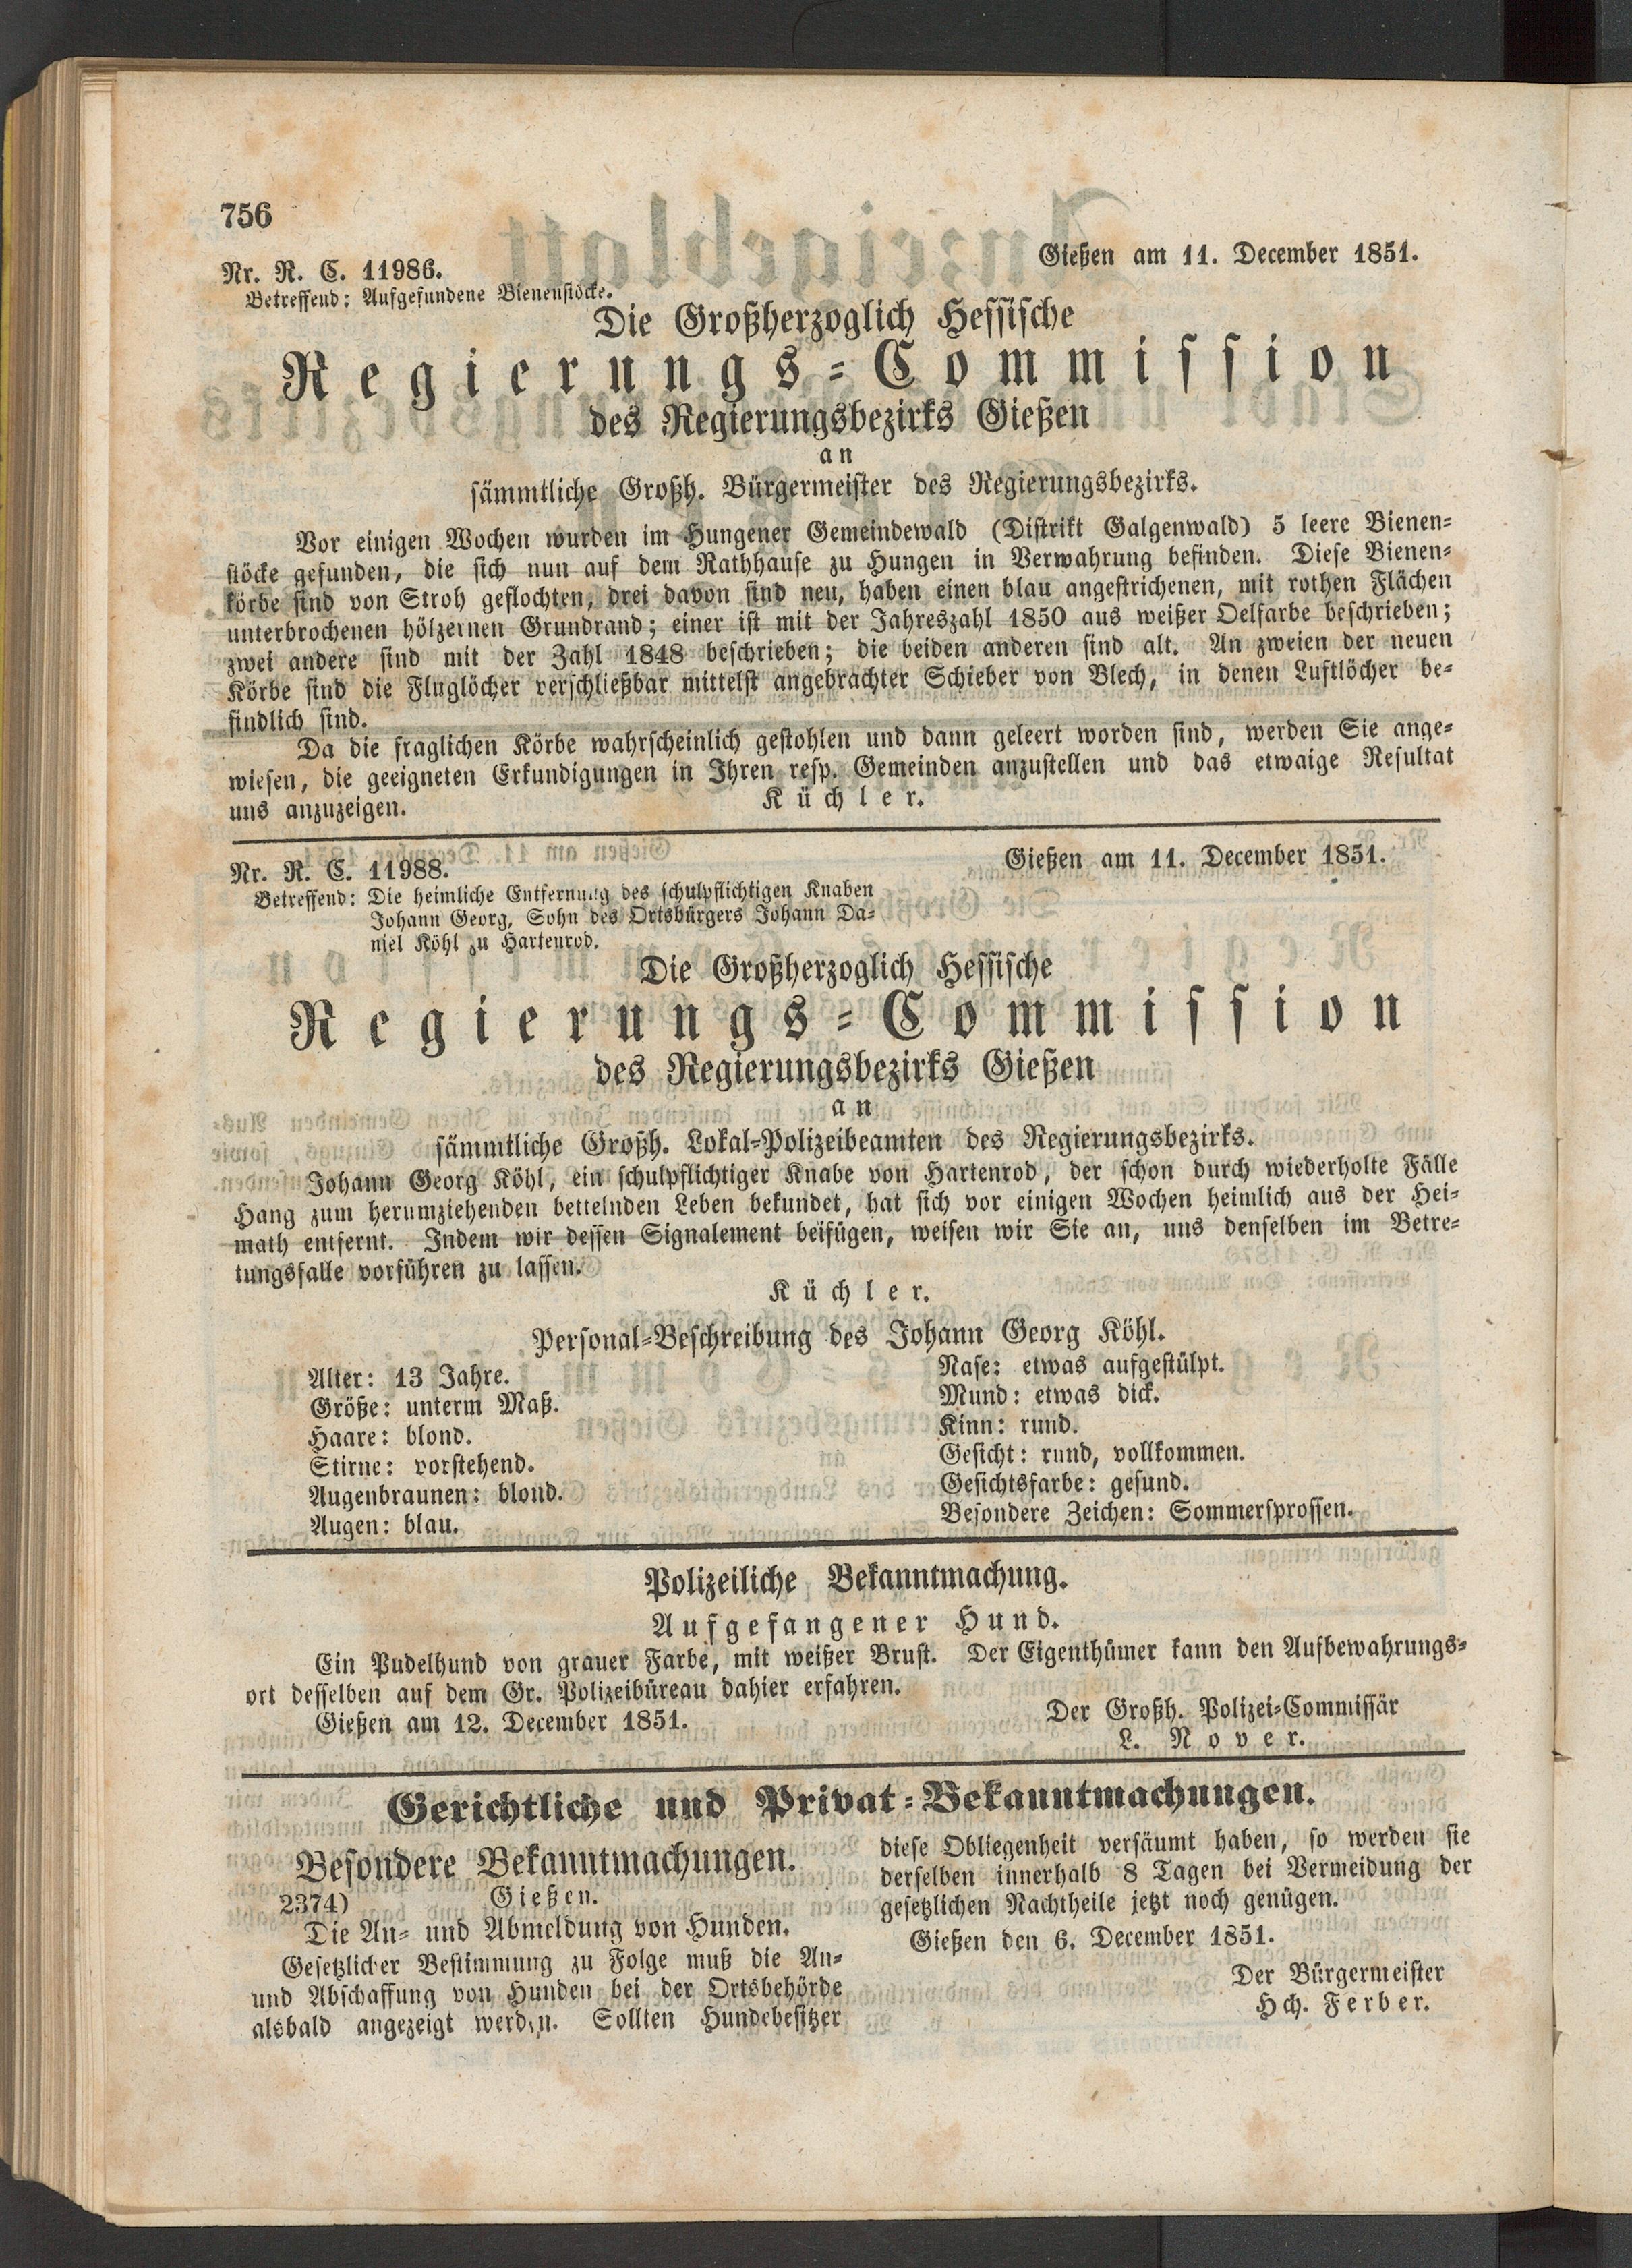 756
Nr. R. C. 11986.
Gießen am 11. December 1851.
Betreffend: Aufgefundene Bienenstöcke.
Die Großherzoglich Hessische
Regierungs-Commission
des Regierungsbezirks Gießen
an
sämmtliche Großh. Bürgermeister des Regierungsbezirks.
Vor einigen Wochen wurden im Hungener Gemeindewald (Distrikt Galgenwald) 5 leere Bienen-
stöcke gefunden, die sich nun auf dem Rathhause zu Hungen in Verwahrung befinden. Diese Bienen-
körbe sind von Stroh geflochten, drei davon sind neu, haben einen blau angestrichenen, mit rothen Flächen
unterbrochenen hölzernen Grundrand; einer ist mit der Jahreszahl 1850 aus weißer Oelfarbe beschrieben;
zwei andere sind mit der Zahl 1848 beschrieben; die beiden anderen sind alt. An zweien der neuen
Körbe sind die Fluglöcher verschließbar mittelst angebrachter Schieber von Blech, in denen Luftlöcher be-
findlich sind.
Da die fraglichen Körbe wahrscheinlich gestohlen und dann geleert worden sind, werden Sie ange-
wiesen, die geeigneten Erkundigungen in Ihren resp. Gemeinden anzustellen und das etwaige Resultat
uns anzuzeigen.
Küchler.
Nr. R. C. 11988.
Gießen am 11. December 1851.
Betreffend: Die heimliche Entfernung des schulpflichtigen Knaben
Johann Georg, Sohn des Ortsbürgers Johann Da-
niel Köhl zu Hartenrod.
Die Großherzoglich Hessische
Regierungs-Commission
des Regierungsbezirks Gießen
an
sämmtliche Großh. Lokal-Polizeibeamten des Regierungsbezirks.
Johann Georg Köhl, ein schulpflichtiger Knabe von Hartenrod, der schon durch wiederholte Fälle
Hang zum herumziehenden bettelnden Leben bekundet, hat sich vor einigen Wochen heimlich aus der Hei-
math entfernt. Indem wir dessen Signalement beifügen, weisen wir Sie an, uns denselben im Betre-
tungsfalle vorführen zu lassen.
Küchler.
Personal-Beschreibung des Johann Georg Köhl.
Alter: 13 Jahre.
Größe: unterm Maß.
Haare: blond.
Stirne: vorstehend.
Augenbraunen: blond.
Augen: blau.
Nase: etwas aufgestülpt.
Mund: etwas dick.
Kinn: rund.
Gesicht: rund, vollkommen.
Gesichtsfarbe: gesund.
Besondere Zeichen: Sommersprossen.
Polizeiliche Bekanntmachung.
Aufgefangener Hund.
Ein Pudelhund von grauer Farbe, mit weißer Brust. Der Eigenthümer kann den Aufbewahrungs-
ort desselben auf dem Gr. Polizeibüreau dahier erfahren.
Gießen am 12. December 1851.
Der Großh. Polizei-Commissär
L. Nover.
Gerichtliche und Privat-Bekanntmachungen.
Besondere Bekanntmachungen.
2374) Gießen.
Die An- und Abmeldung von Hunden.
Gesetzlicher Bestimmung zu Folge muß die An-
und Abschaffung von Hunden bei der Ortsbehörde
alsbald angezeigt werden. Sollten Hundebesitzer
diese Obliegenheit versäumt haben, so werden sie
derselben innerhalb 8 Tagen bei Vermeidung der
gesetzlichen Nachtheile jetzt noch genügen.
Gießen den 6. December 1851.
Der Bürgermeister
Hch. Ferber.